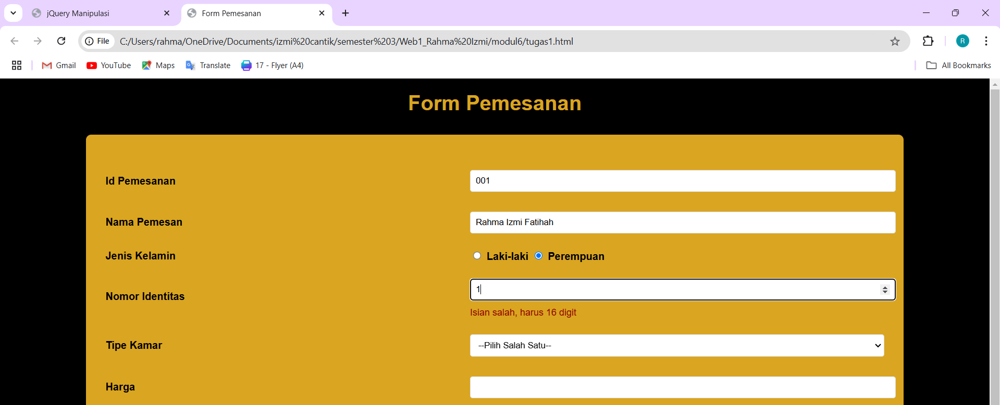 jQuery Manipulasi
Form Pemesanan
File
C:/Users/rahma/OneDrive/Documents/izmi%20cantik/semester%203/Web1_Rahma%20Izmi/modul6/tugas1.html
R
Gmail
YouTube
Maps
Translate
17 - Flyer (A4)
All Bookmarks
Form Pemesanan
Id Pemesanan
001
Nama Pemesan
Rahma Izmi Fatihah
Jenis Kelamin
Laki-laki
Perempuan
Nomor Identitas
1
Isian salah, harus 16 digit
Tipe Kamar
--Pilih Salah Satu--
Harga